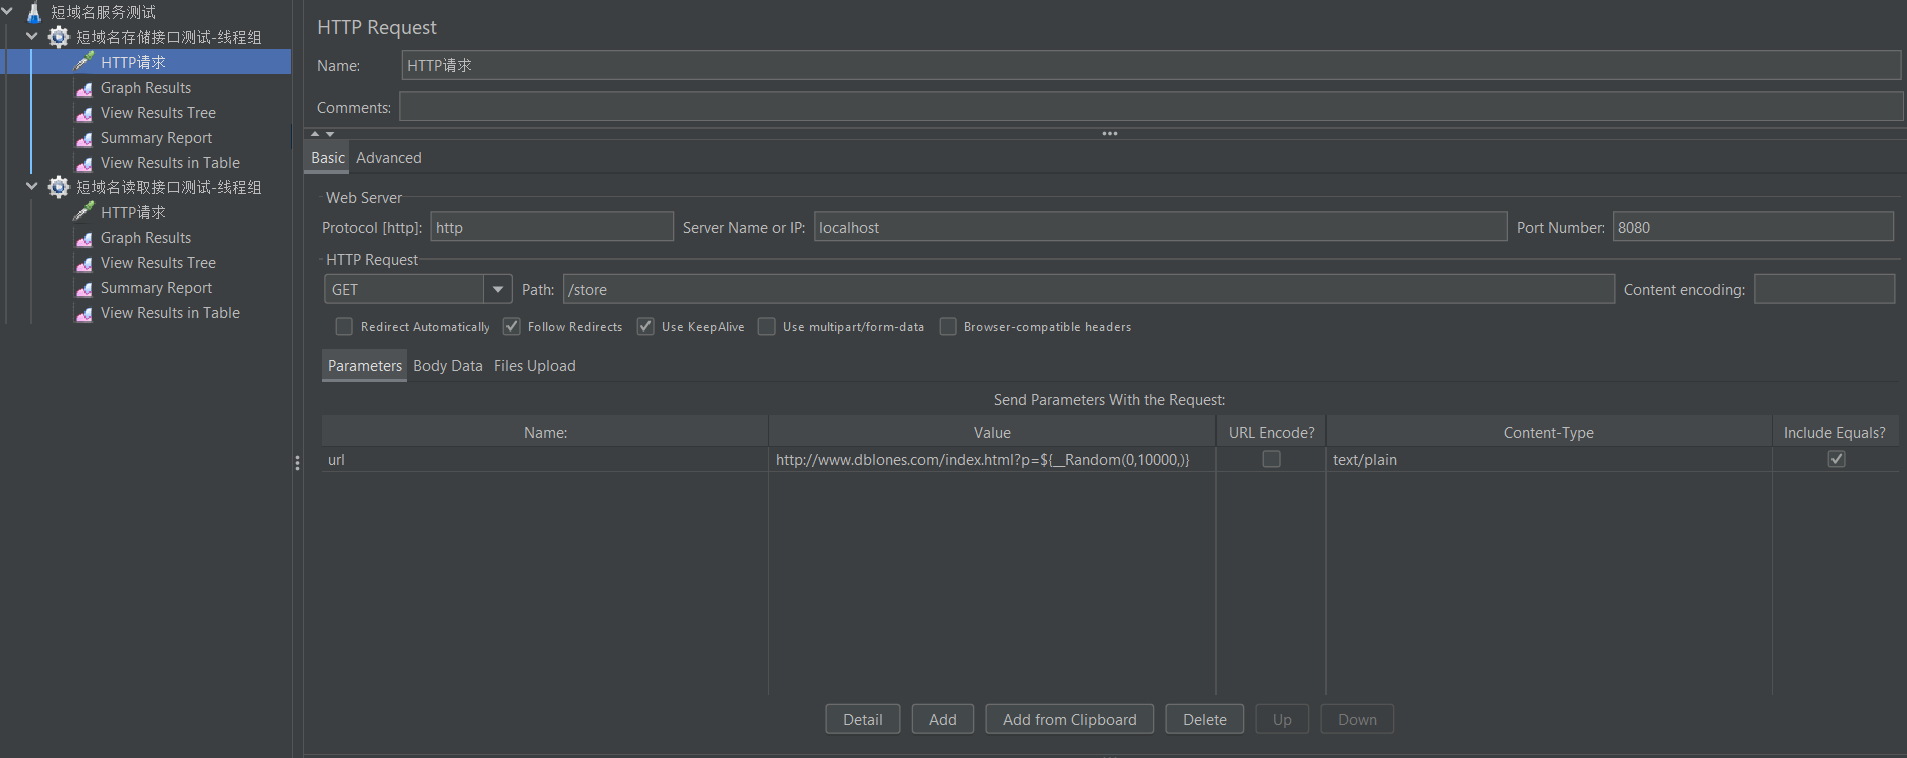 短域名服务测试
短域名存储接口测试-线程组
HTTP请求
Graph Results
View Results Tree
Summary Report
View Results in Table
短域名读取接口测试-线程组
HTTP请求
Graph Results
View Results Tree
Summary Report
View Results in Table
HTTP Request
Name: HTTP请求
Comments:
Basic Advanced
Web Server
Protocol [http]: http Server Name or IP: localhost Port Number: 8080
HTTP Request
GET Path: /store Content encoding:
Redirect Automatically Follow Redirects Use KeepAlive Use multipart/form-data Browser-compatible headers
Parameters Body Data Files Upload
Send Parameters With the Request:
Name: Value URL Encode? Content-Type Include Equals?
url http://www.dblones.com/index.html?p=${__Random(0,10000,)} text/plain
Detail Add Add from Clipboard Delete Up Down